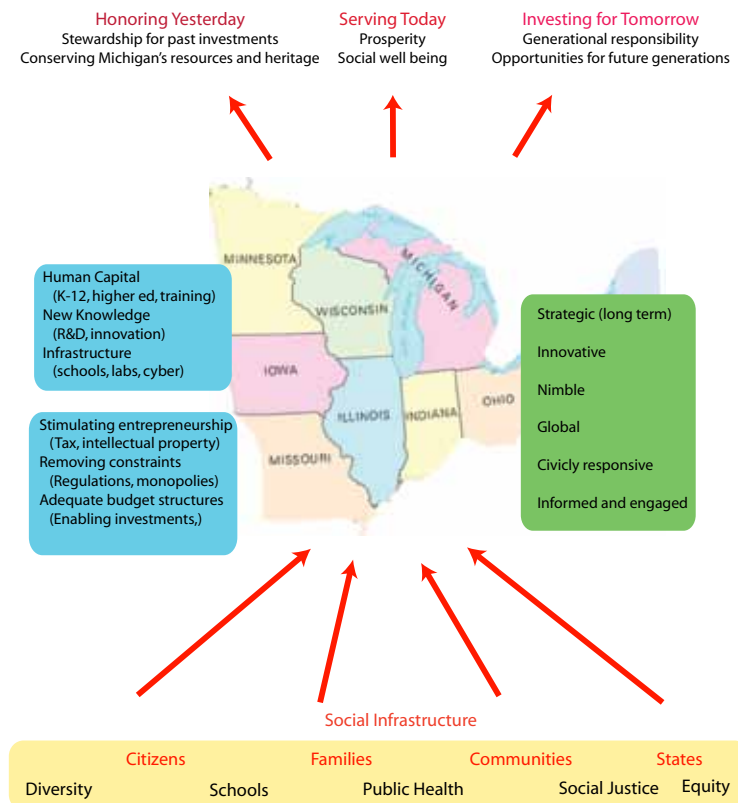 Honoring Yesterday
Stewardship for past investments
Conserving Michigan's resources and heritage
Serving Today
Prosperity
Social well being
Investing for Tomorrow
Generational responsibility
Opportunities for future generations
MINNESOTA
WISCONSIN
MICHIGAN
IOWA
ILLINOIS
INDIANA
OHIO
MISSOURI
Human Capital
(K-12, higher ed, training)
New Knowledge
(R&D, innovation)
Infrastructure
(schools, labs, cyber)
Stimulating entrepreneurship
(Tax, intellectual property)
Removing constraints
(Regulations, monopolies)
Adequate budget structures
(Enabling investments,)
Strategic (long term)
Innovative
Nimble
Global
Civicly responsive
Informed and engaged
Social Infrastructure
Citizens Families Communities States
Diversity Schools Public Health Social Justice Equity